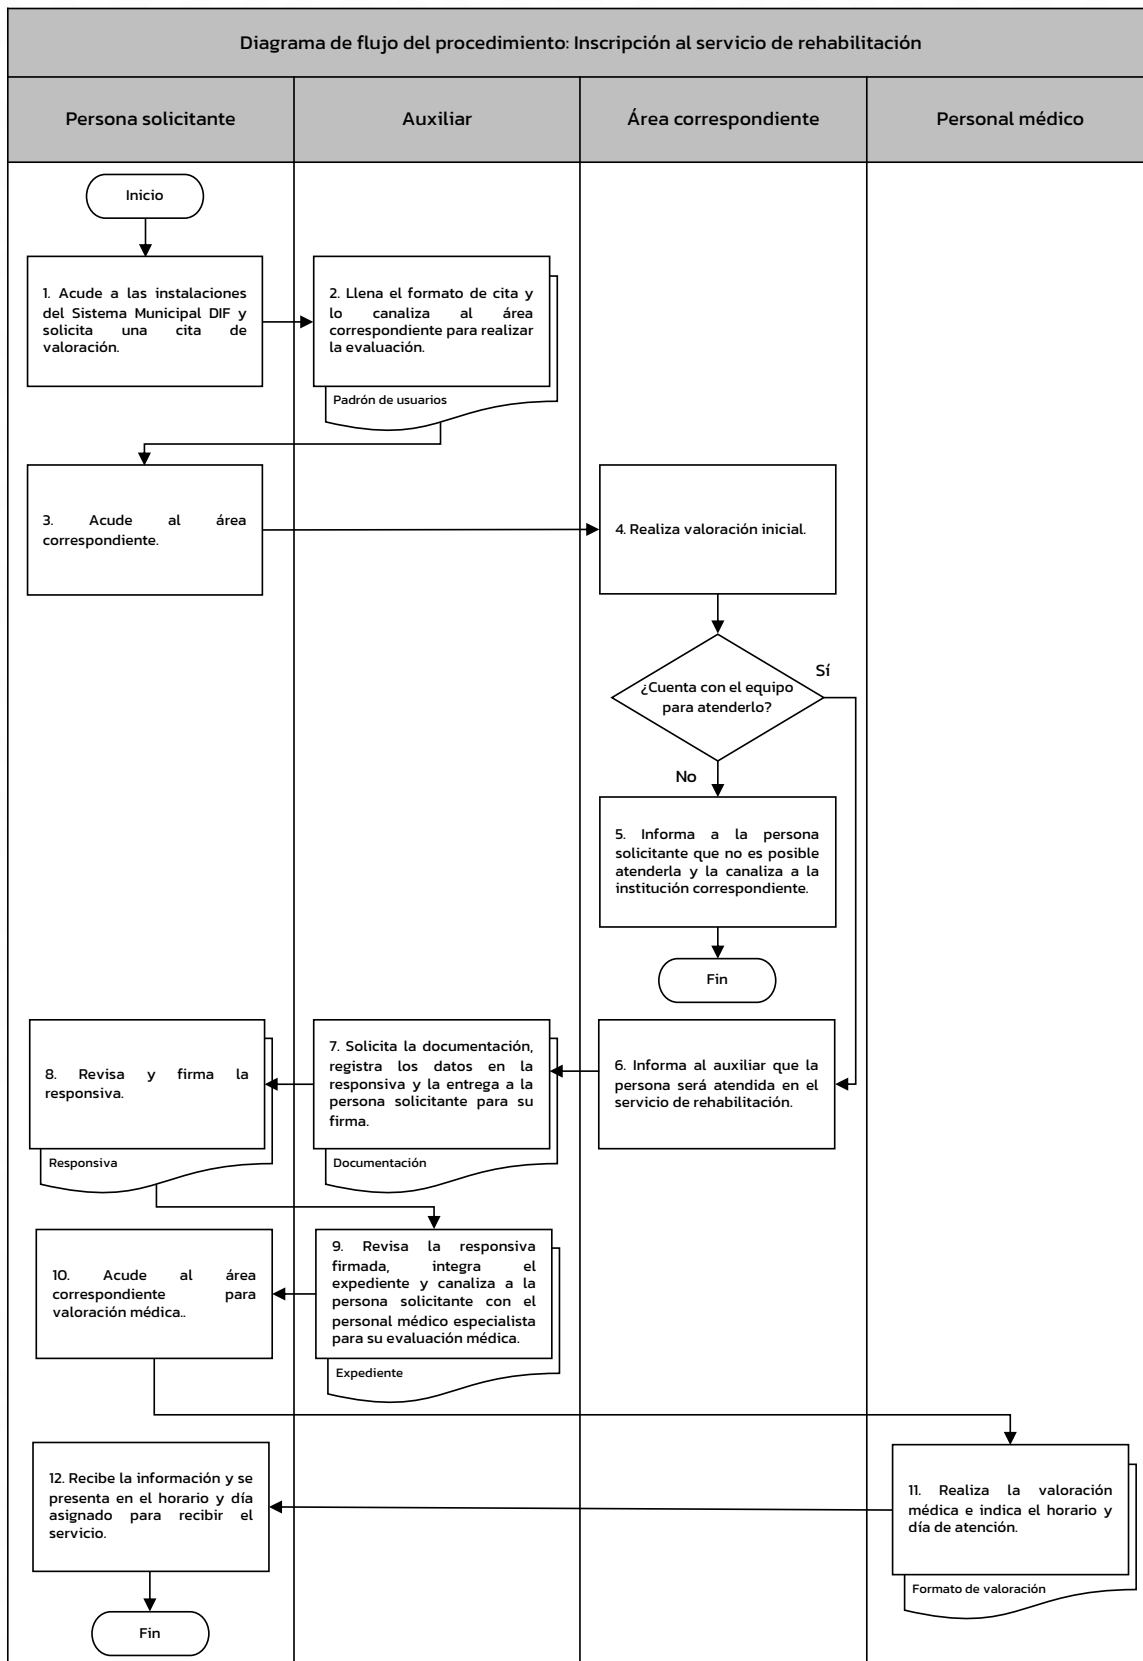 Diagrama de flujo del procedimiento: Inscripción al servicio de rehabilitación
Persona solicitante
Auxiliar
Área correspondiente
Personal médico
Inicio
1. Acude a las instalaciones
del Sistema Municipal DIF y
solicita una cita de
valoración.
2. Llena el formato de cita y
lo canaliza al área
correspondiente para realizar
la evaluación.
Padrón de usuarios
3. Acude al área
correspondiente.
4. Realiza valoración inicial.
¿Cuenta con el equipo
para atenderlo?
Sí
No
5. Informa a la persona
solicitante que no es posible
atenderla y la canaliza a la
institución correspondiente.
Fin
6. Informa al auxiliar que la
persona será atendida en el
servicio de rehabilitación.
7. Solicita la documentación,
registra los datos en la
responsiva y la entrega a la
persona solicitante para su
firma.
Documentación
8. Revisa y firma la
responsiva.
Responsiva
9. Revisa la responsiva
firmada, integra el
expediente y canaliza a la
persona solicitante con el
personal médico especialista
para su evaluación médica.
Expediente
10. Acude al área
correspondiente para
valoración médica..
11. Realiza la valoración
médica e indica el horario y
día de atención.
Formato de valoración
12. Recibe la información y se
presenta en el horario y día
asignado para recibir el
servicio.
Fin